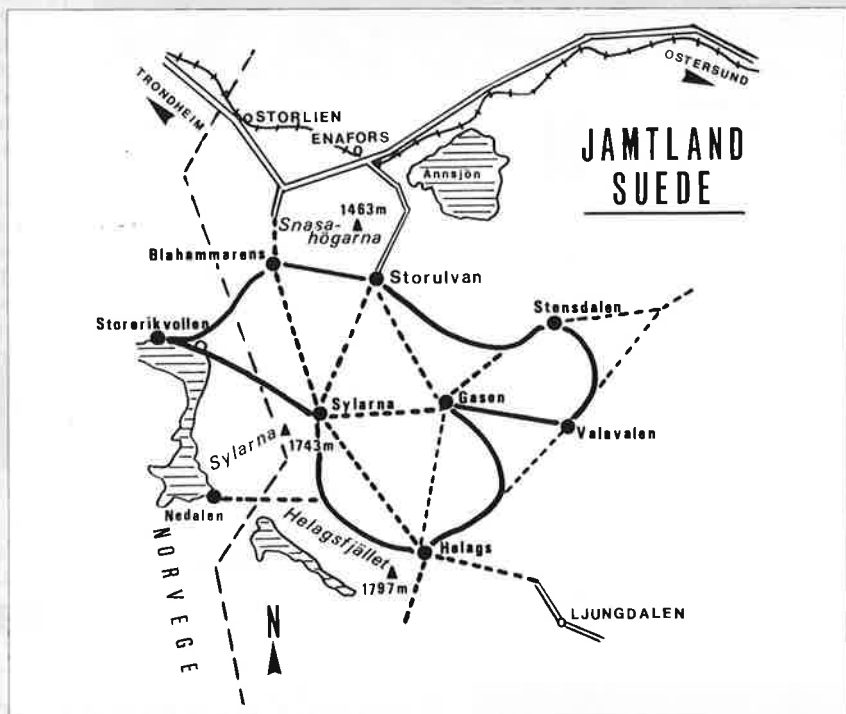 TRONDHEIM
STORLIEN
ENAFORS
OSTERSUND
Annsjön
JAMTLAND
SUEDE
1463m
Snasa-
högarna
Blahammarens
Storulvan
Storerikvollen
Stensdalen
Sylarna
Gasen
Valavalen
Sylarna
1743m
Nedalen
Helagsfjället
Helags
1797m
NORVEGE
N
LJUNGDALEN